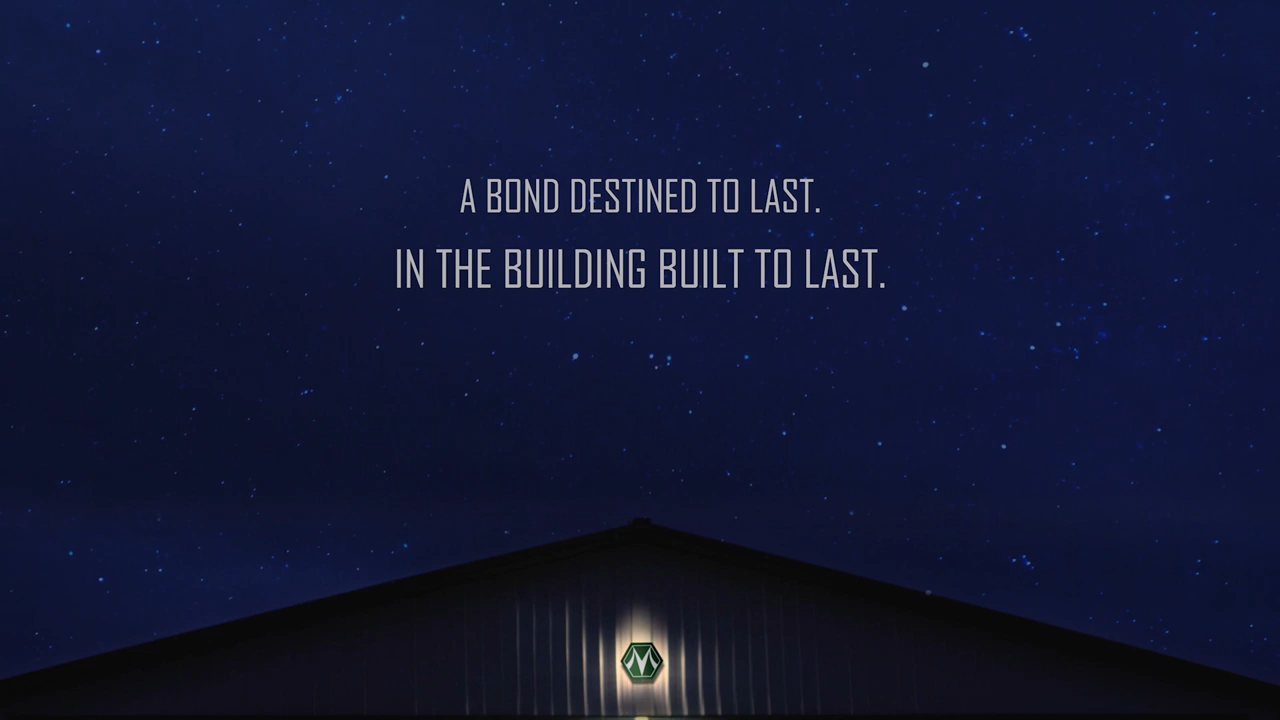 A BOND DESTINED TO LAST.
IN THE BUILDING BUILT TO LAST.